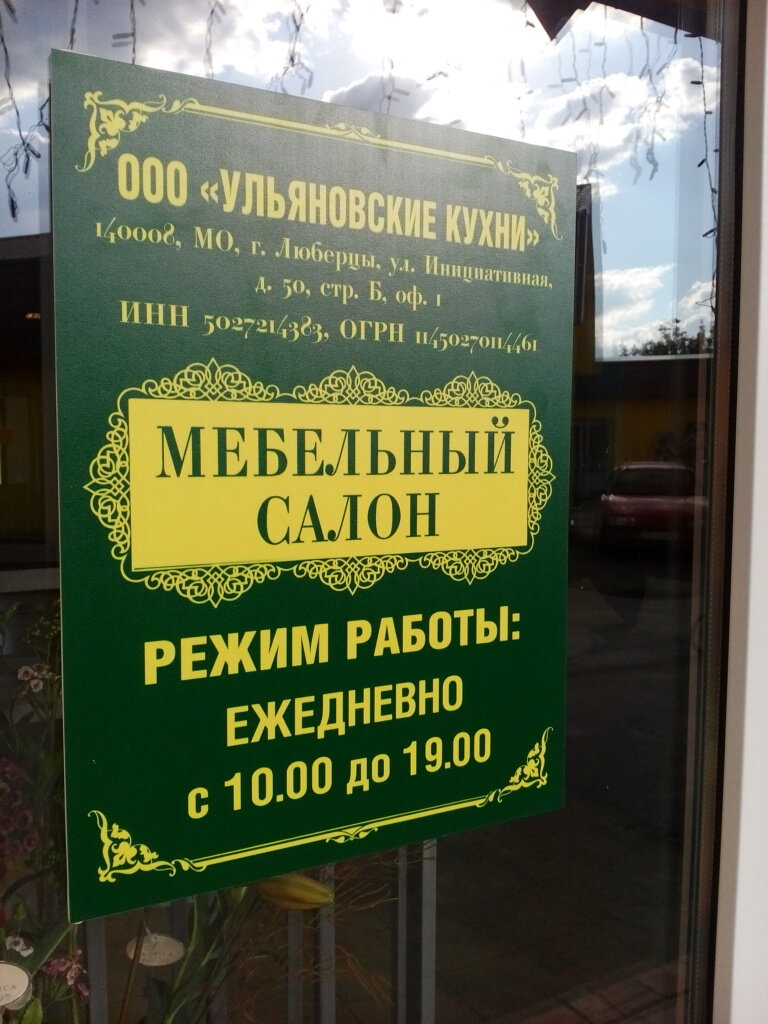 ООО «УЛЬЯНОВСКИЕ КУХНИ»
140008, МО, г. Люберцы, ул. Инициативная,
д. 50, стр. Б, оф. 1
ИНН 5027214383, ОГРН 1145027011461
МЕБЕЛЬНЫЙ
САЛОН
РЕЖИМ РАБОТЫ:
ЕЖЕДНЕВНО
с 10.00 до 19.00